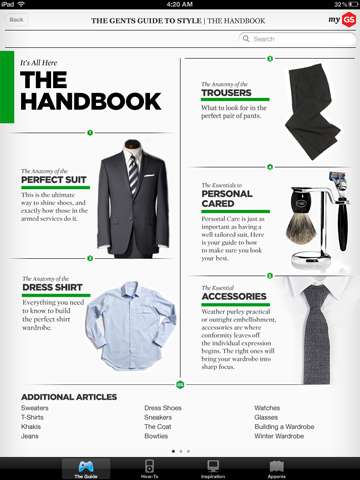 iPad
4:20 AM
93%
Back
THE GENTS GUIDE TO STYLE | THE HANDBOOK
my GS
Search
It's All Here
THE
HANDBOOK
1
The Anatomy of the
PERFECT SUIT
This is the ultimate
way to shine shoes, and
exactly how those in the
armed services do it.
2
The Anatomy of the
DRESS SHIRT
Everything you
need to know to build
the perfect shirt
wardrobe.
3
The Anatomy of the
TROUSERS
What to look for in the
perfect pair of pants.
4
The Essentials to
PERSONAL
CARED
Personal Care is just as
important as having a
well tailored suit. Here
is your guide to how
to make sure you look
your best.
5
The Essential
ACCESSORIES
Weather purley practical
or outright embellishment,
accessories are where
conformity leaves off
the individual expression
begins. The right ones will
bring your wardrobe into
sharp focus.
GS
ADDITIONAL ARTICLES
Sweaters
T-Shirts
Khakis
Jeans
Dress Shoes
Sneakers
The Coat
Bowties
Watches
Glasses
Building a Wardrobe
Winter Wardrobe
The Guide
How-To
Inspiration
Appenix